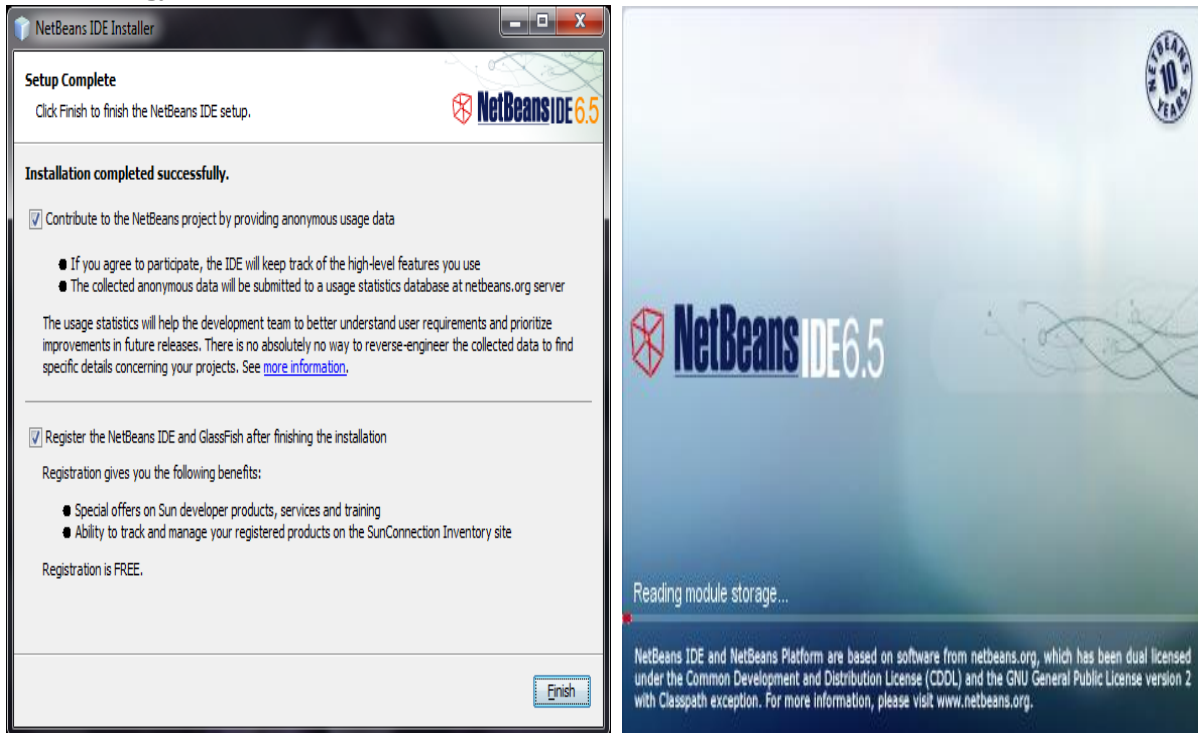 NetBeans IDE Installer
Setup Complete
Click Finish to finish the NetBeans IDE setup.
NetBeans IDE 6.5
Installation completed successfully.
Contribute to the NetBeans project by providing anonymous usage data
If you agree to participate, the IDE will keep track of the high-level features you use
The collected anonymous data will be submitted to a usage statistics database at netbeans.org server
The usage statistics will help the development team to better understand user requirements and prioritize
improvements in future releases. There is no absolutely no way to reverse-engineer the collected data to find
specific details concerning your projects. See more information.
Register the NetBeans IDE and GlassFish after finishing the installation
Registration gives you the following benefits:
Special offers on Sun developer products, services and training
Ability to track and manage your registered products on the SunConnection Inventory site
Registration is FREE.
Finish
NETBEANS
10
YEARS
NetBeans IDE 6.5
Reading module storage...
NetBeans IDE and NetBeans Platform are based on software from netbeans.org, which has been dual licensed
under the Common Development and Distribution License (CDDL) and the GNU General Public License version 2
with Classpath exception. For more information, please visit www.netbeans.org.